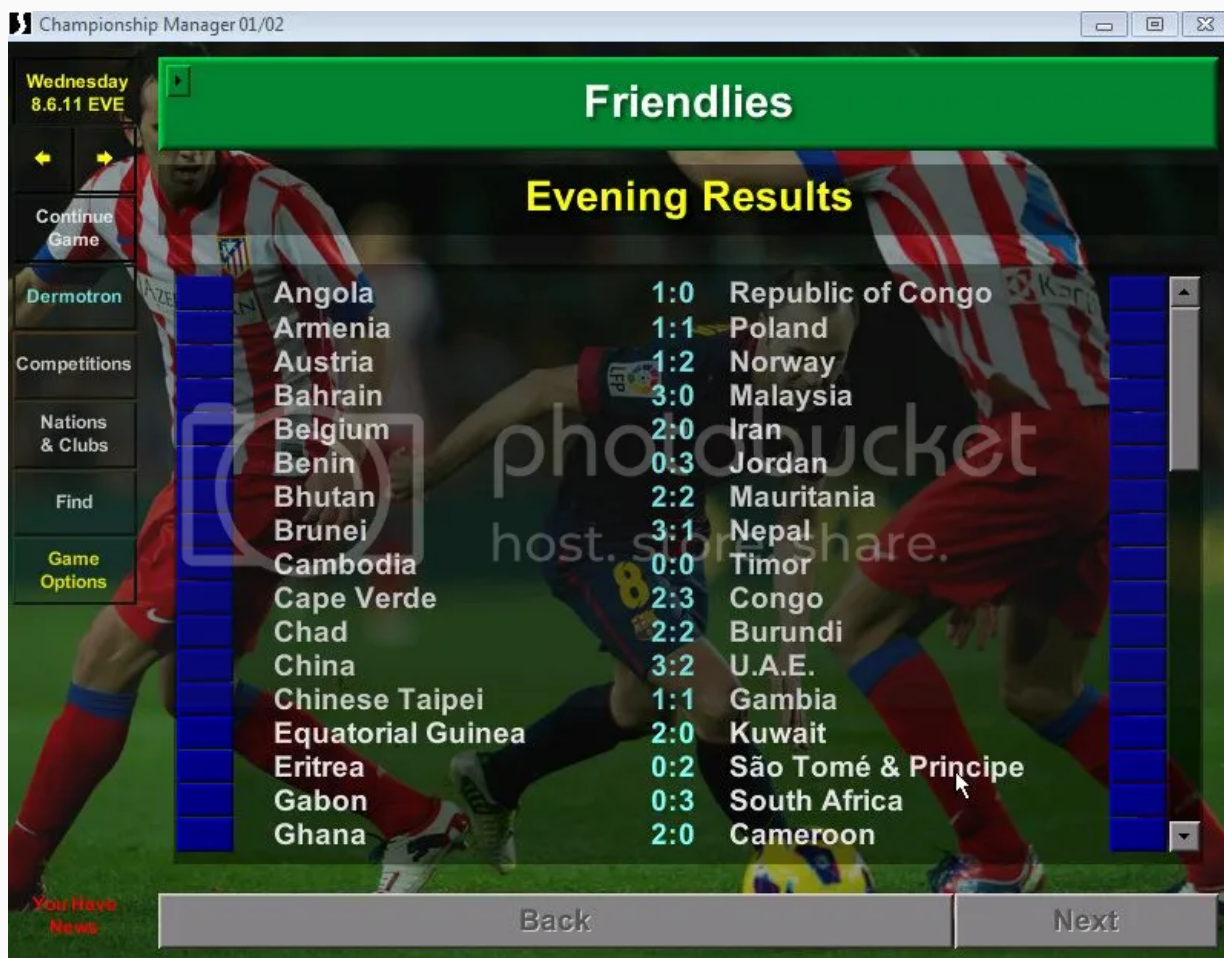 Championship Manager 01/02
Wednesday
8.6.11 EVE
Continue
Game
Dermotron
Competitions
Nations
& Clubs
Find
Game
Options
You Have
News
Friendlies
Evening Results
Angola 1:0 Republic of Congo
Armenia 1:1 Poland
Austria 1:2 Norway
Bahrain 3:0 Malaysia
Belgium 2:0 Iran
Benin 0:3 Jordan
Bhutan 2:2 Mauritania
Brunei 3:1 Nepal
Cambodia 0:0 Timor
Cape Verde 2:3 Congo
Chad 2:2 Burundi
China 3:2 U.A.E.
Chinese Taipei 1:1 Gambia
Equatorial Guinea 2:0 Kuwait
Eritrea 0:2 São Tomé & Principe
Gabon 0:3 South Africa
Ghana 2:0 Cameroon
Back Next
photobucket
host. store. share.
LFP
8